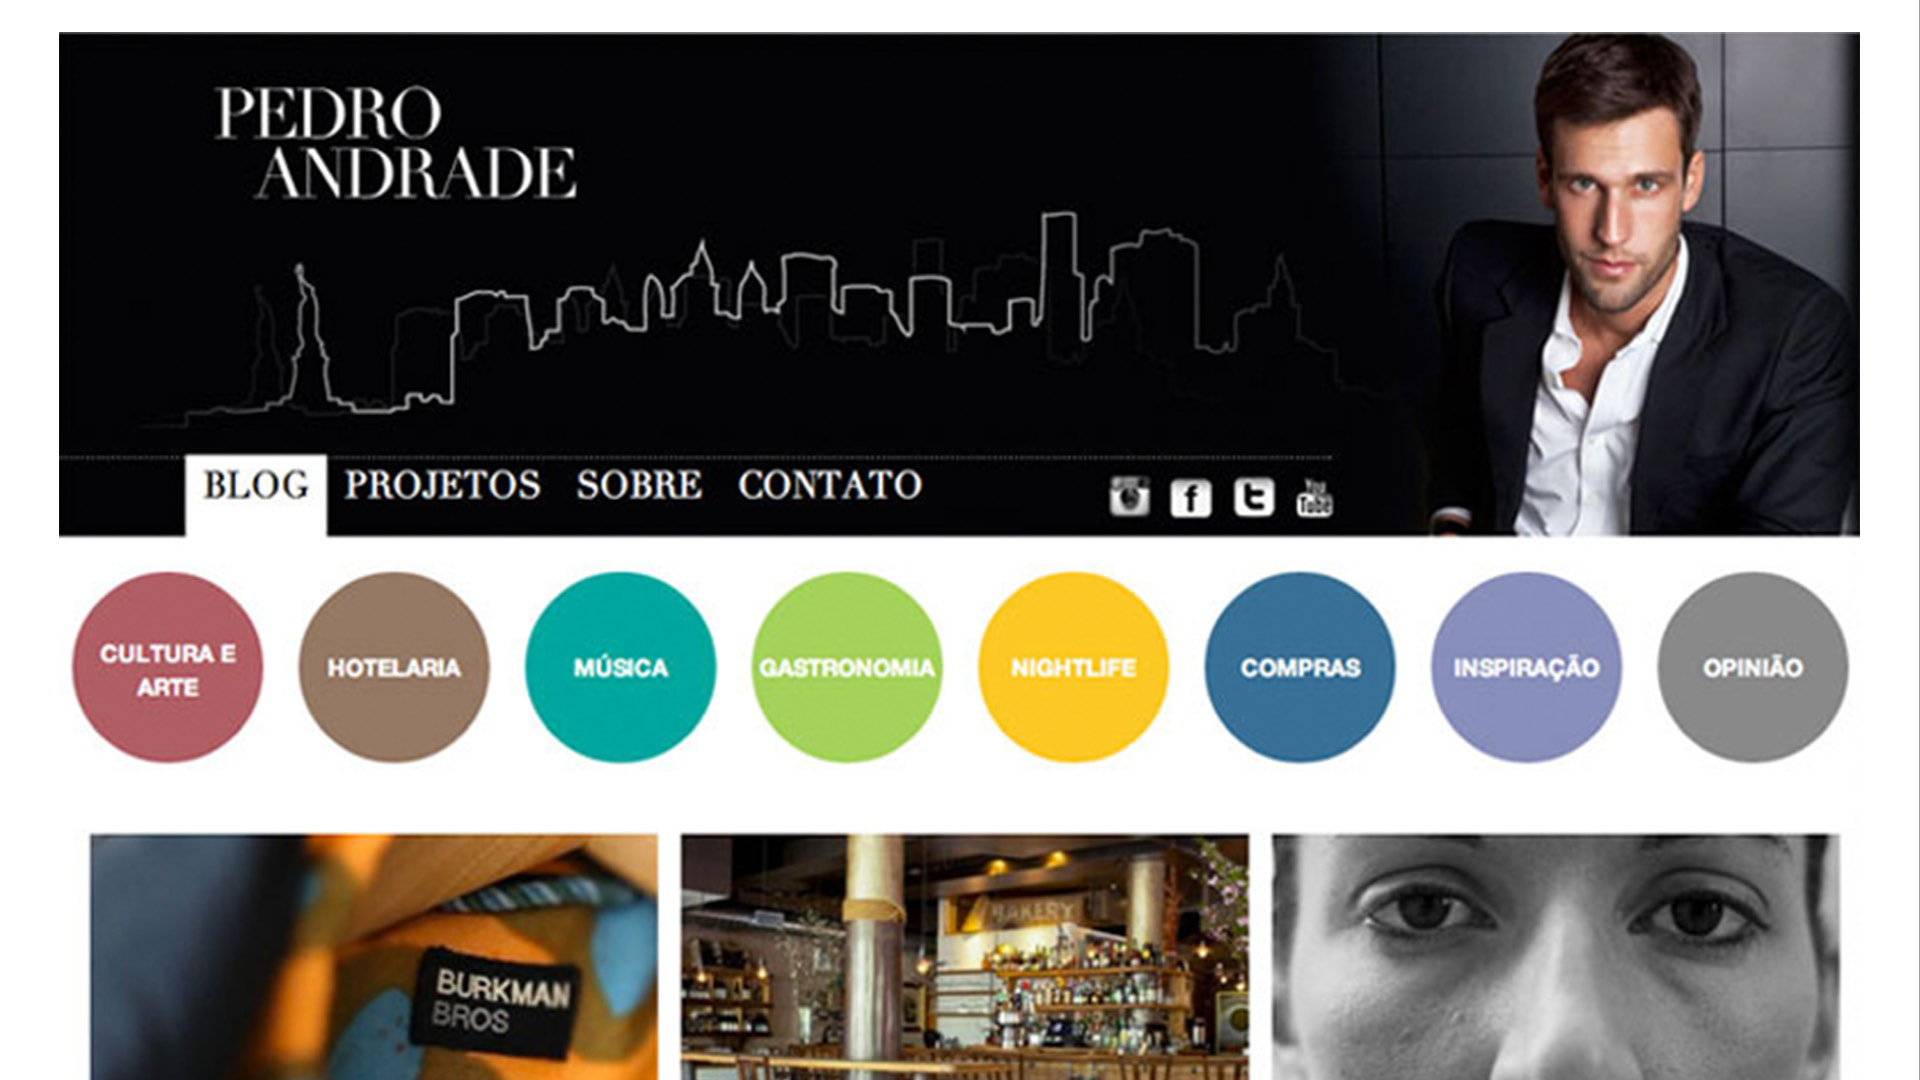 PEDRO
ANDRADE
BLOG PROJETOS SOBRE CONTATO
You
Tube
CULTURA E
ARTE
HOTELARIA
MÚSICA
GASTRONOMIA
NIGHTLIFE
COMPRAS
INSPIRAÇÃO
OPINIÃO
BURKMAN
BROS
BAKERY